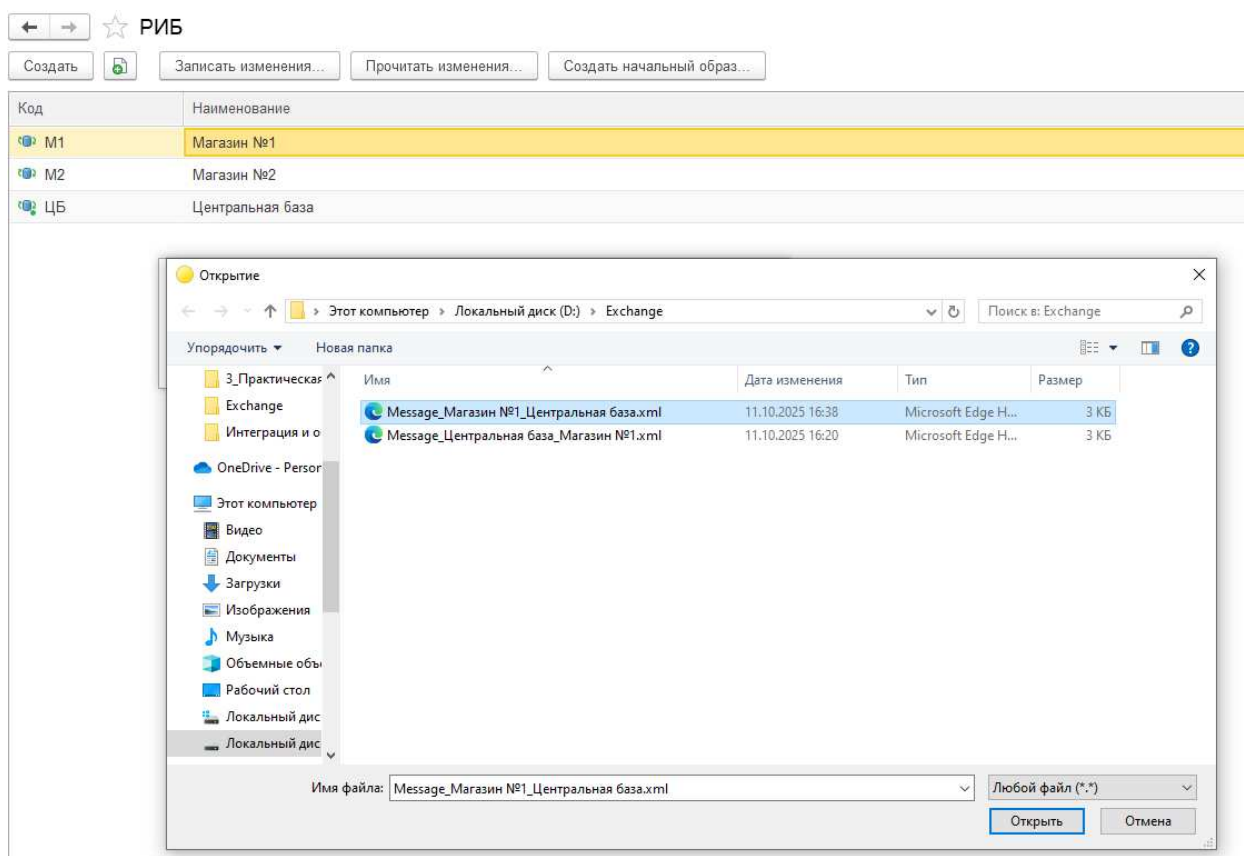 РИБ
Создать Записать изменения... Прочитать изменения... Создать начальный образ...
Код Наименование
М1 Магазин №1
М2 Магазин №2
ЦБ Центральная база
Открытие
Этот компьютер › Локальный диск (D:) › Exchange Поиск в: Exchange
Упорядочить Новая папка
Имя Дата изменения Тип Размер
3_Практическая
Exchange
Интеграция и о
OneDrive - Person
Этот компьютер
Видео
Документы
Загрузки
Изображения
Музыка
Объемные объ
Рабочий стол
Локальный дис
Локальный дис
Message_Магазин №1_Центральная база.xml 11.10.2025 16:38 Microsoft Edge H... 3 КБ
Message_Центральная база_Магазин №1.xml 11.10.2025 16:20 Microsoft Edge H... 3 КБ
Имя файла: Message_Магазин №1_Центральная база.xml Любой файл (*.*)
Открыть Отмена